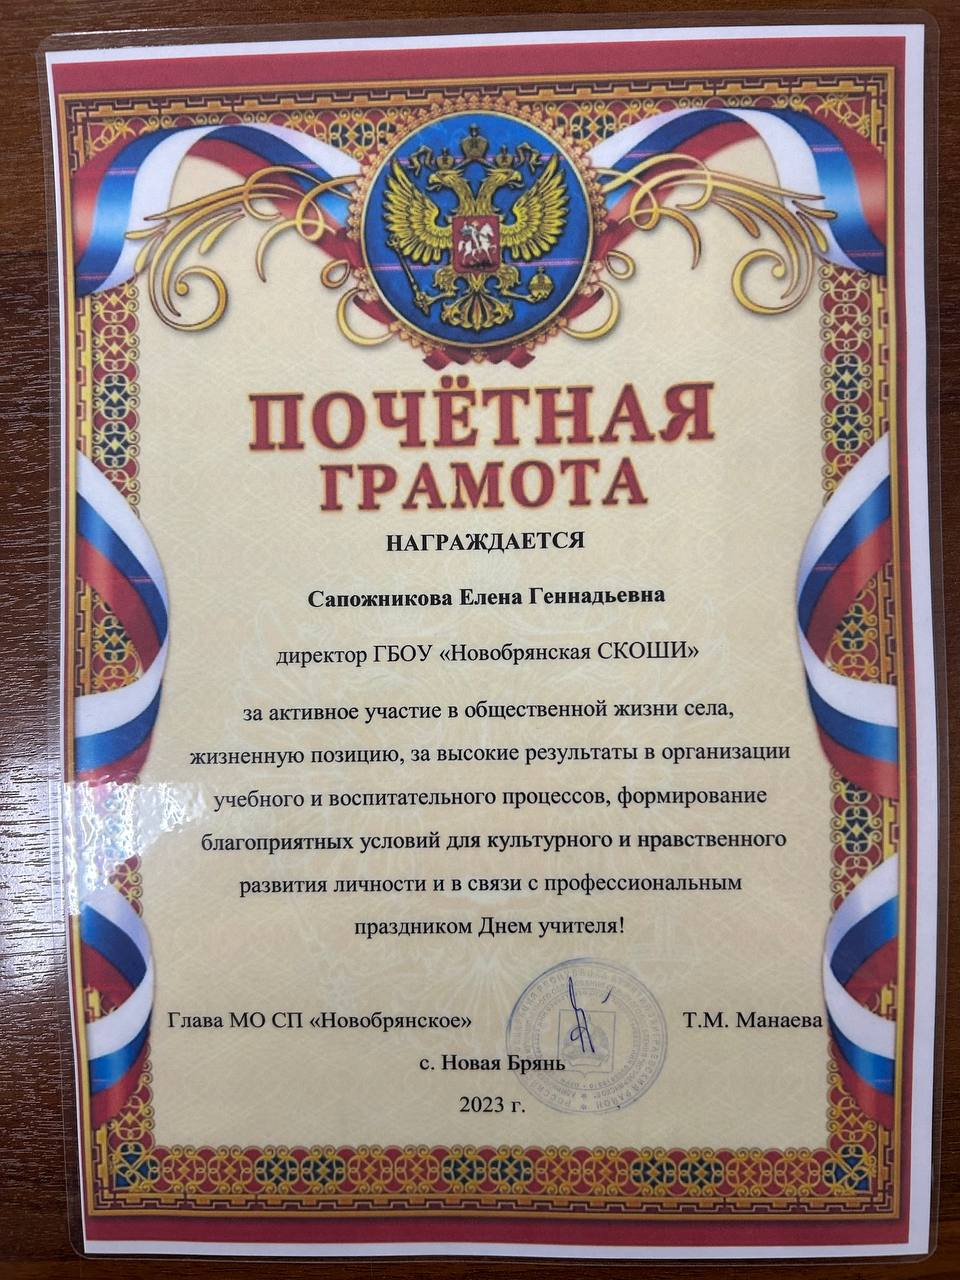 ПОЧЁТНАЯ
ГРАМОТА
НАГРАЖДАЕТСЯ
Сапожникова Елена Геннадьевна
директор ГБОУ «Новобрянская СКОШИ»
за активное участие в общественной жизни села,
жизненную позицию, за высокие результаты в организации
учебного и воспитательного процессов, формирование
благоприятных условий для культурного и нравственного
развития личности и в связи с профессиональным
праздником Днем учителя!
Глава МО СП «Новобрянское» Т.М. Манаева
с. Новая Брянь
2023 г.